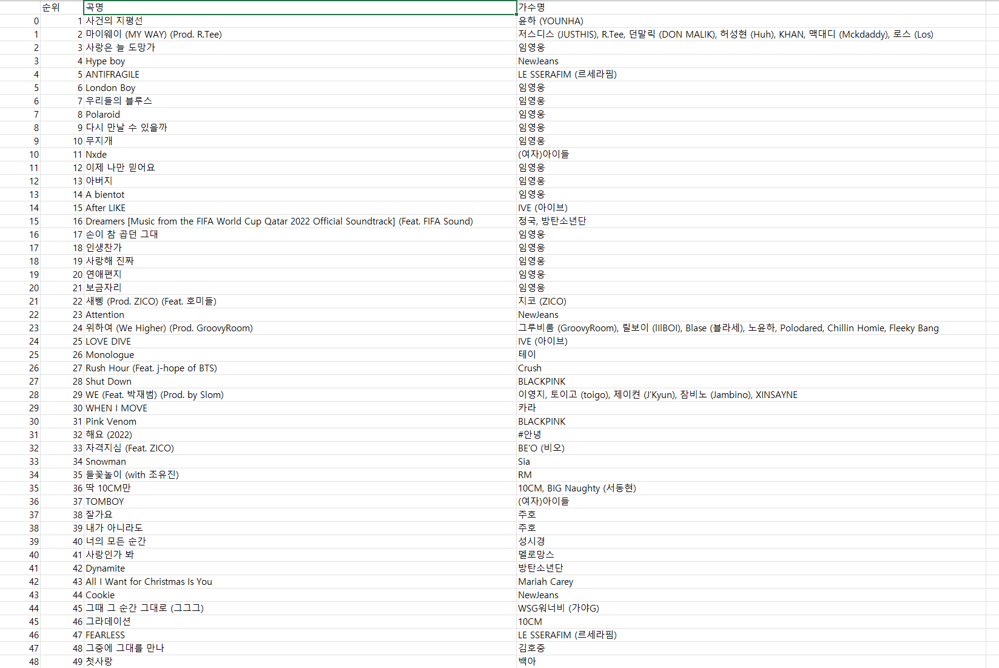 순위 곡명 가수명
0 1 사건의 지평선 윤하 (YOUNHA)
1 2 마이웨이 (MY WAY) (Prod. R.Tee) 저스디스 (JUSTHIS), R.Tee, 던말릭 (DON MALIK), 허성현 (Huh), KHAN, 맥대디 (Mckdaddy), 로스 (Los)
2 3 사랑은 늘 도망가 임영웅
3 4 Hype boy NewJeans
4 5 ANTIFRAGILE LE SSERAFIM (르세라핌)
5 6 London Boy 임영웅
6 7 우리들의 블루스 임영웅
7 8 Polaroid 임영웅
8 9 다시 만날 수 있을까 임영웅
9 10 무지개 임영웅
10 11 Nxde (여자)아이들
11 12 이제 나만 믿어요 임영웅
12 13 아버지 임영웅
13 14 A bientot 임영웅
14 15 After LIKE IVE (아이브)
15 16 Dreamers [Music from the FIFA World Cup Qatar 2022 Official Soundtrack] (Feat. FIFA Sound) 정국, 방탄소년단
16 17 손이 참 곱던 그대 임영웅
17 18 인생찬가 임영웅
18 19 사랑해 진짜 임영웅
19 20 연애편지 임영웅
20 21 보금자리 임영웅
21 22 새삥 (Prod. ZICO) (Feat. 호미들) 지코 (ZICO)
22 23 Attention NewJeans
23 24 위하여 (We Higher) (Prod. GroovyRoom) 그루비룸 (GroovyRoom), 릴보이 (lIlBOI), Blase (블라세), 노윤하, Polodared, Chillin Homie, Fleeky Bang
24 25 LOVE DIVE IVE (아이브)
25 26 Monologue 테이
26 27 Rush Hour (Feat. j-hope of BTS) Crush
27 28 Shut Down BLACKPINK
28 29 WE (Feat. 박재범) (Prod. by Slom) 이영지, 토이고 (toigo), 제이켠 (J'Kyun), 잠비노 (Jambino), XINSAYNE
29 30 WHEN I MOVE 카라
30 31 Pink Venom BLACKPINK
31 32 해요 (2022) #안녕
32 33 자격지심 (Feat. ZICO) BE'O (비오)
33 34 Snowman Sia
34 35 들꽃놀이 (with 조유진) RM
35 36 딱 10CM만 10CM, BIG Naughty (서동현)
36 37 TOMBOY (여자)아이들
37 38 잘가요 주호
38 39 내가 아니라도 주호
39 40 너의 모든 순간 성시경
40 41 사랑인가 봐 멜로망스
41 42 Dynamite 방탄소년단
42 43 All I Want for Christmas Is You Mariah Carey
43 44 Cookie NewJeans
44 45 그때 그 순간 그대로 (그그그) WSG워너비 (가야G)
45 46 그라데이션 10CM
46 47 FEARLESS LE SSERAFIM (르세라핌)
47 48 그중에 그대를 만나 김호중
48 49 첫사랑 백아